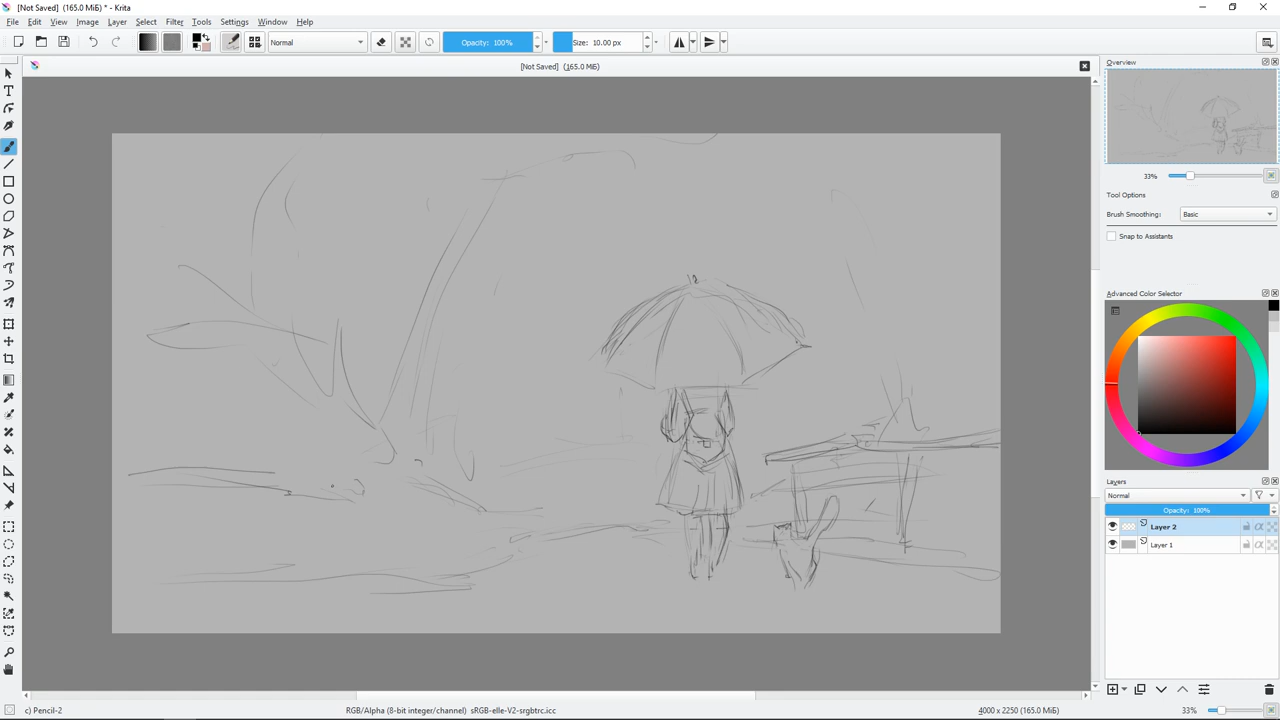 [Not Saved] (165.0 MiB) * - Krita
File Edit View Image Layer Select Filter Tools Settings Window Help
Normal Opacity: 100% Size: 10.00 px
[Not Saved] (165.0 MiB)
Overview
33%
Tool Options
Brush Smoothing: Basic
Snap to Assistants
Advanced Color Selector
Layers
Normal
Opacity: 100%
Layer 2
Layer 1
c) Pencil-2 RGB/Alpha (8-bit integer/channel) sRGB-elle-V2-srgbtrc.icc 4000 x 2250 (165.0 MiB) 33%